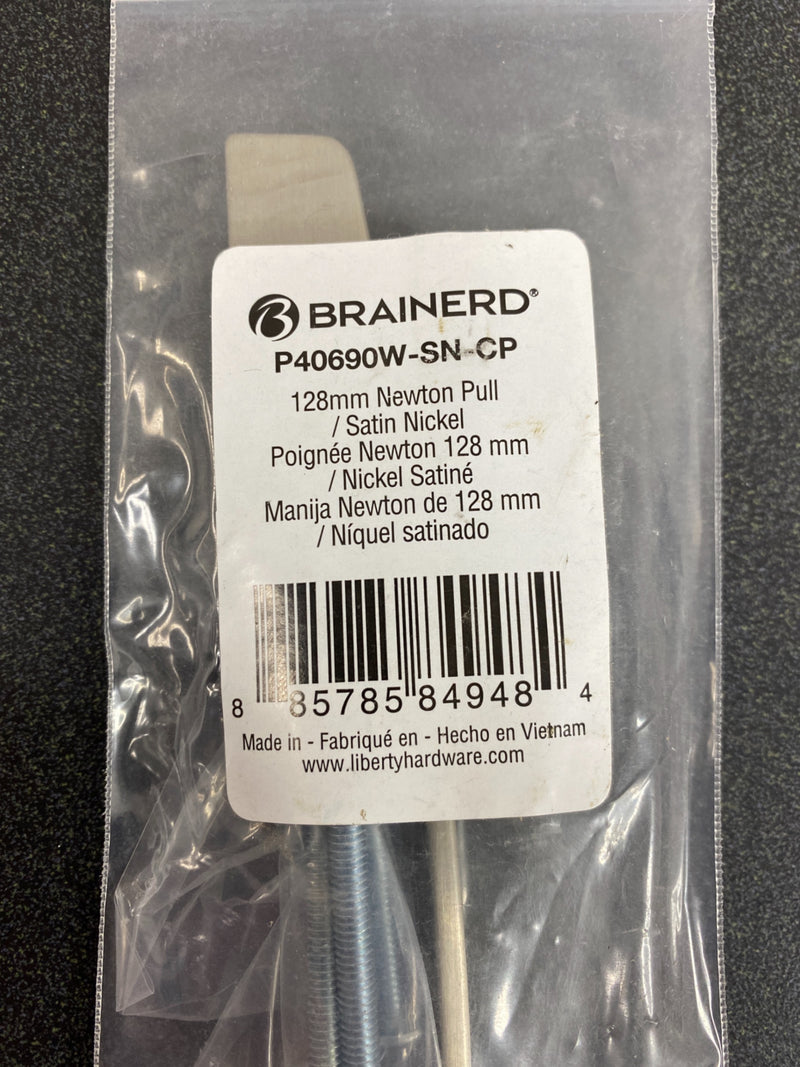 BRAINERD®
P40690W-SN-CP
128mm Newton Pull
/ Satin Nickel
Poignée Newton 128 mm
/ Nickel Satiné
Manija Newton de 128 mm
/ Níquel satinado
8 85785 84948 4
Made in - Fabriqué en - Hecho en Vietnam
www.libertyhardware.com